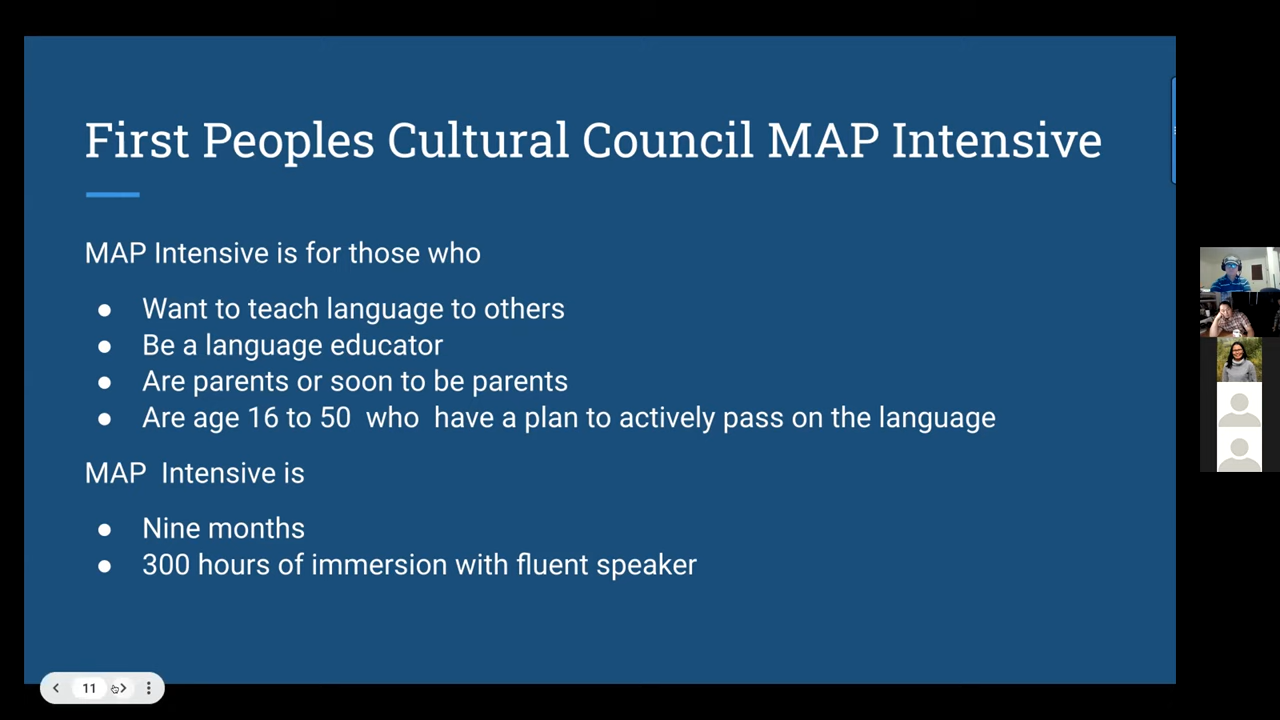 First Peoples Cultural Council MAP Intensive
MAP Intensive is for those who
● Want to teach language to others
● Be a language educator
● Are parents or soon to be parents
● Are age 16 to 50  who  have a plan to actively pass on the language
MAP  Intensive is
● Nine months
● 300 hours of immersion with fluent speaker
11